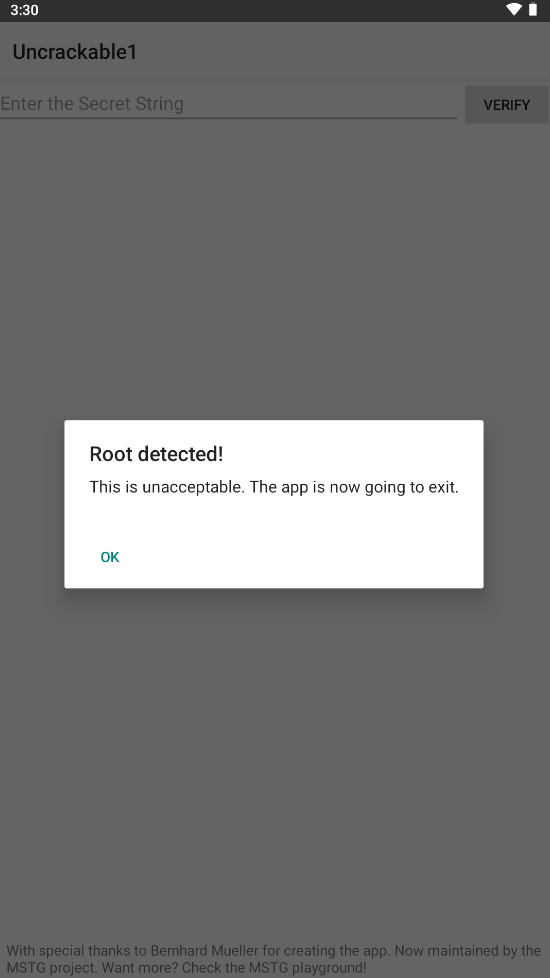 3:30
Uncrackable1
Enter the Secret String
VERIFY
Root detected!
This is unacceptable. The app is now going to exit.
OK
With special thanks to Bernhard Mueller for creating the app. Now maintained by the
MSTG project. Want more? Check the MSTG playground!